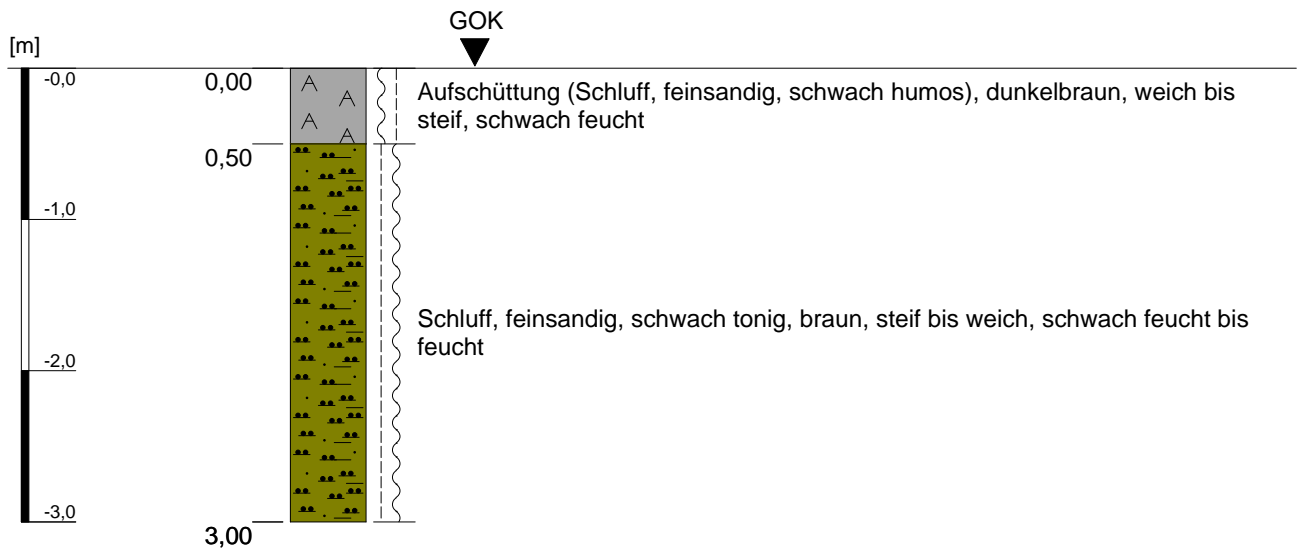 GOK
[m]
-0,0
0,00
Aufschüttung (Schluff, feinsandig, schwach humos), dunkelbraun, weich bis
steif, schwach feucht
0,50
-1,0
Schluff, feinsandig, schwach tonig, braun, steif bis weich, schwach feucht bis
feucht
-2,0
-3,0
3,00